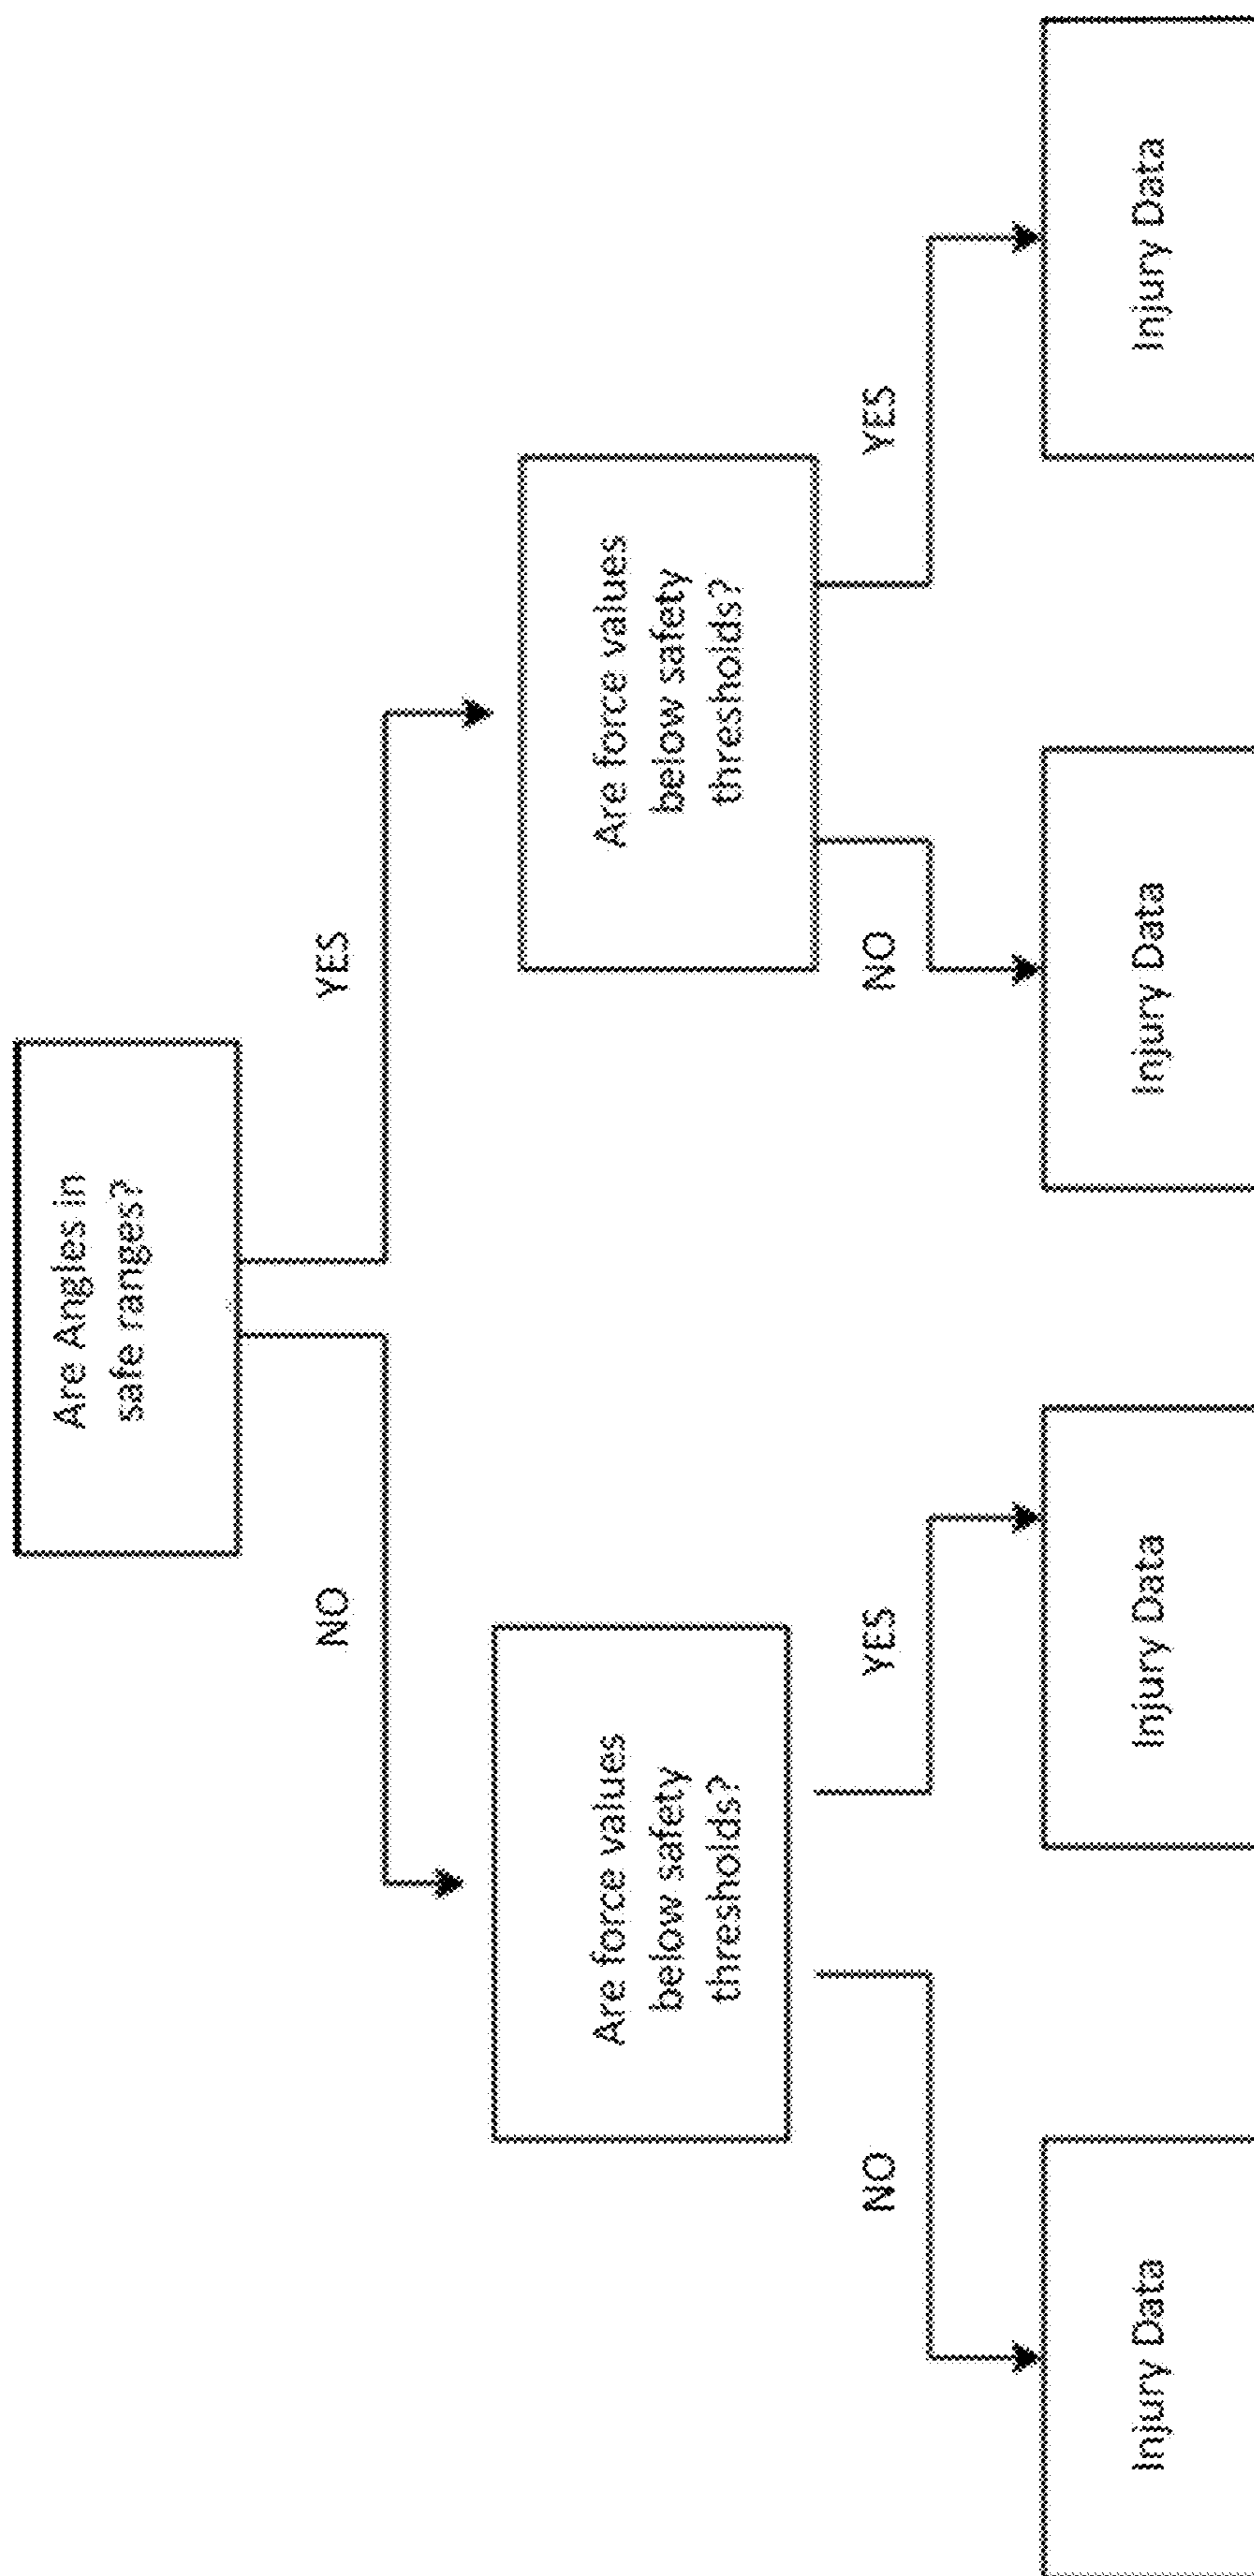 Are Angles in
safe ranges?
NO
YES
Are force values
below safety
thresholds?
Are force values
below safety
thresholds?
NO
YES
NO
YES
Injury Data
Injury Data
Injury Data
Injury Data